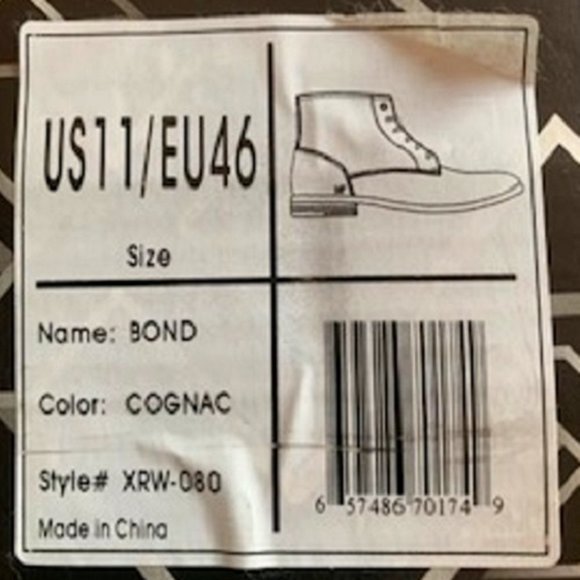 US11/EU46
Size
Name: BOND
Color: COGNAC
Style# XRW-080
Made in China
6 57486 70174 9